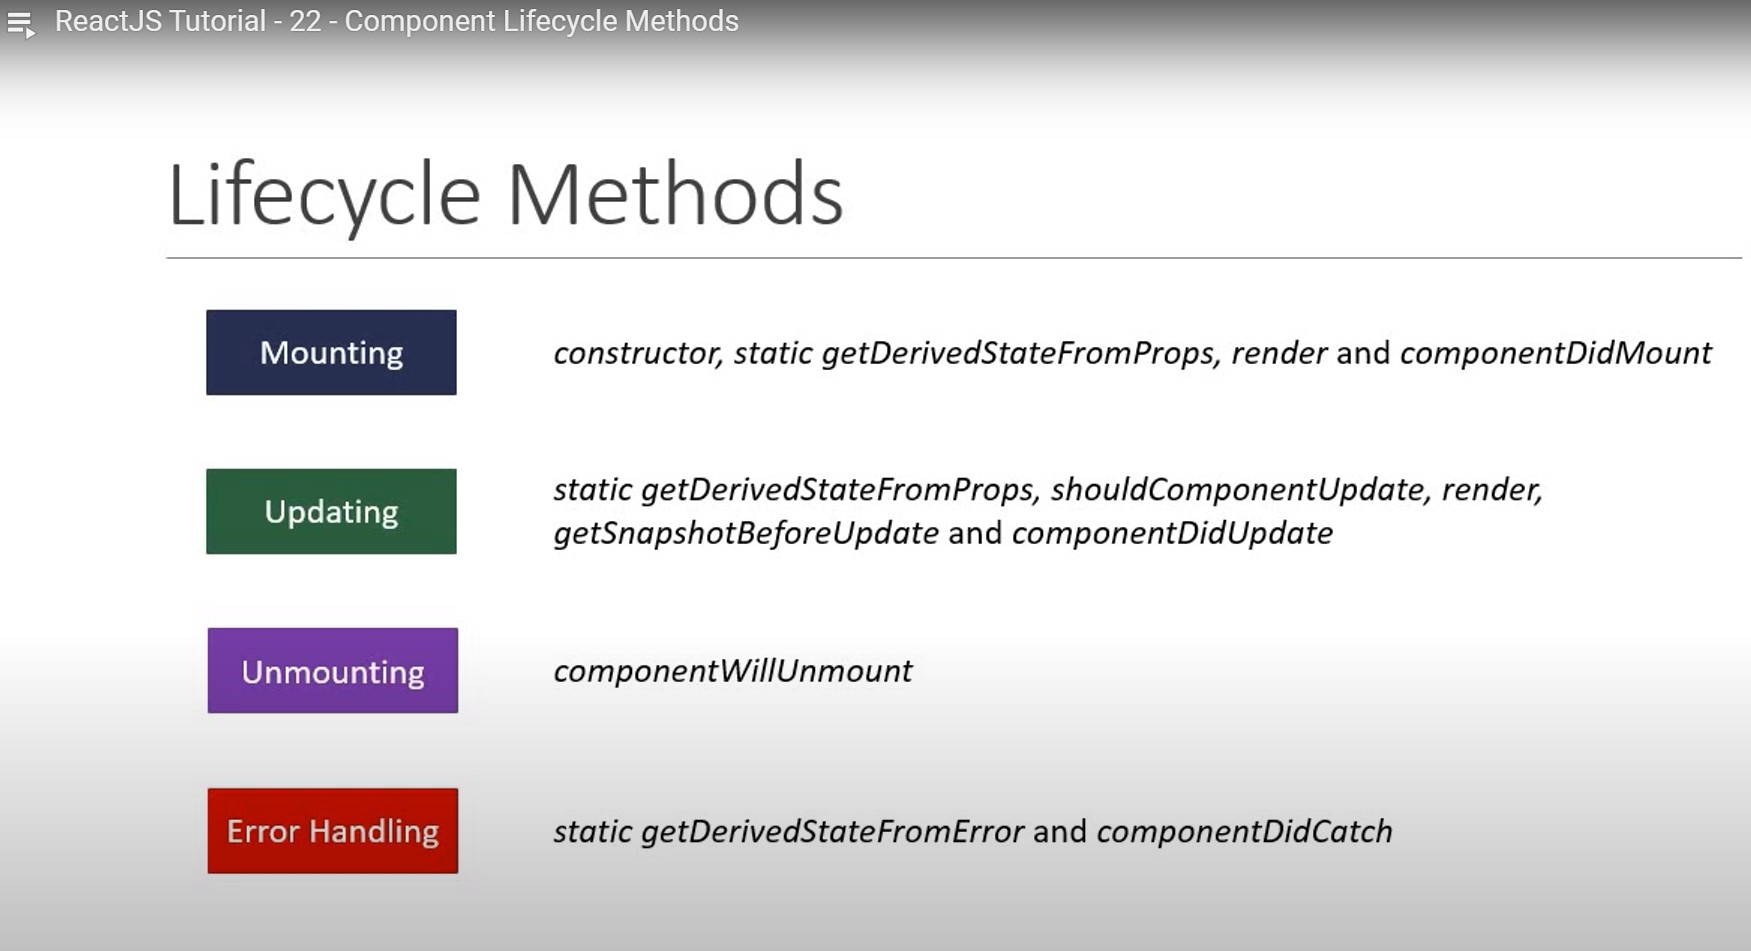 ReactJS Tutorial - 22 - Component Lifecycle Methods
Lifecycle Methods
Mounting
constructor, static getDerivedStateFromProps, render and componentDidMount
Updating
static getDerivedStateFromProps, shouldComponentUpdate, render,
getSnapshotBeforeUpdate and componentDidUpdate
Unmounting
componentWillUnmount
Error Handling
static getDerivedStateFromError and componentDidCatch